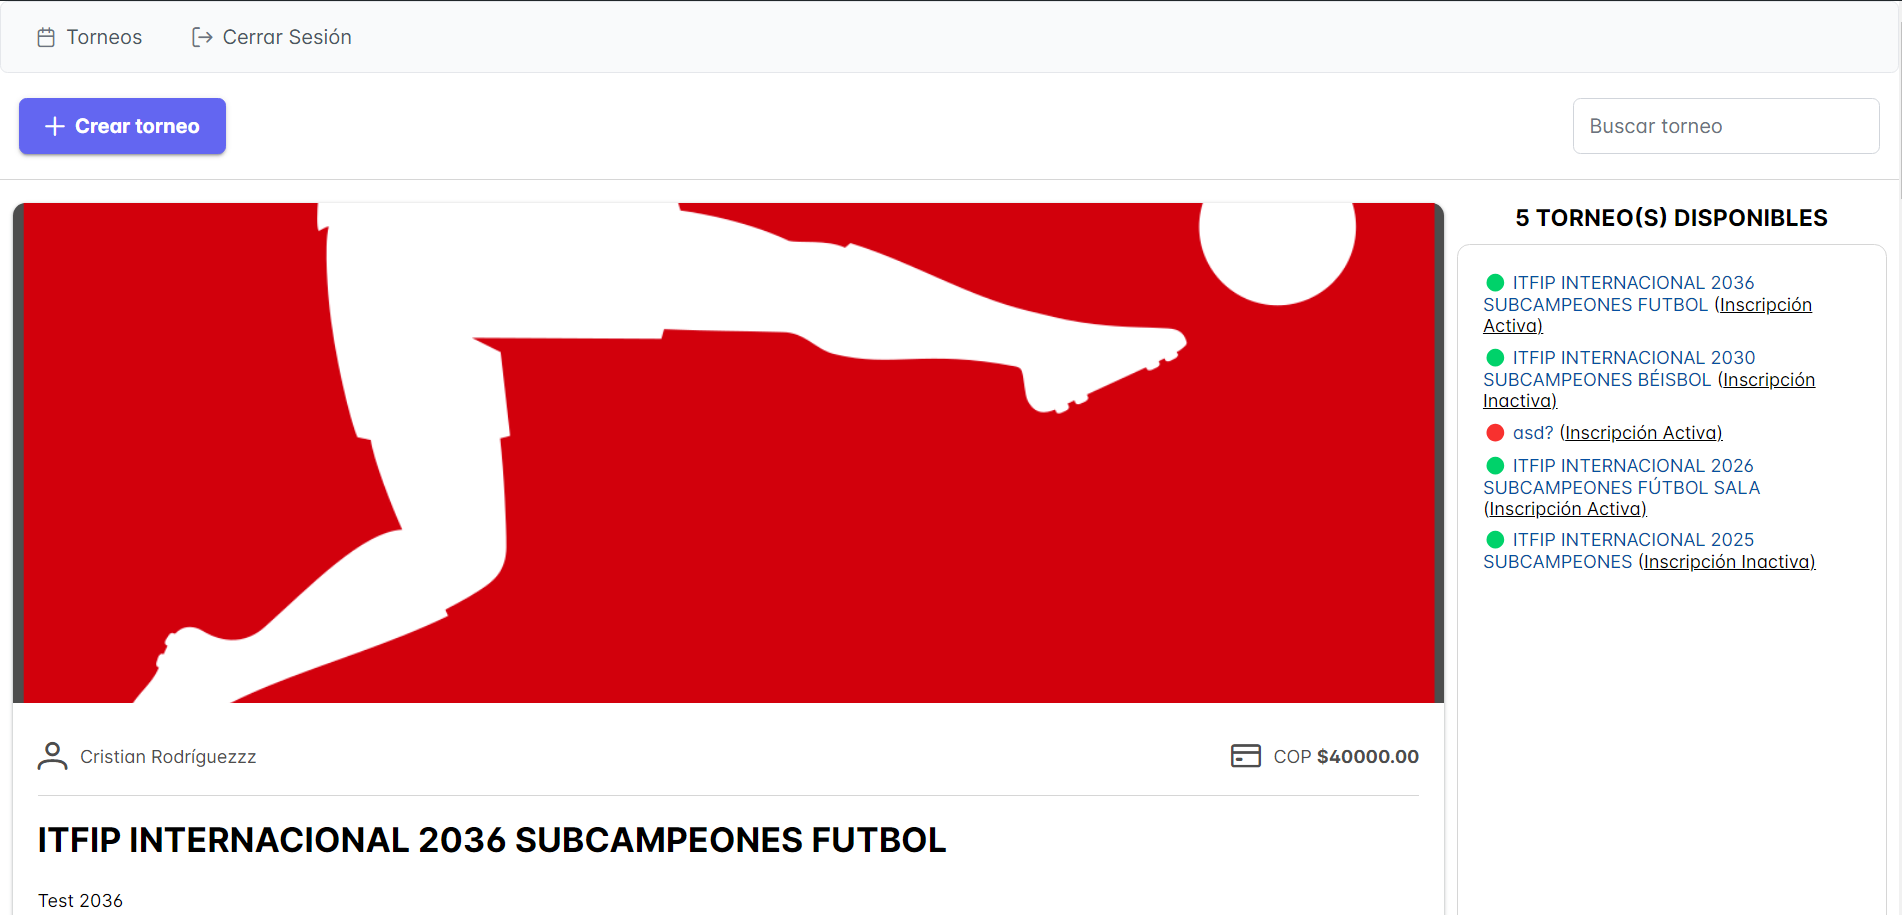 Torneos
Cerrar Sesión
Crear torneo
Buscar torneo
5 TORNEO(S) DISPONIBLES
ITFIP INTERNACIONAL 2036
SUBCAMPEONES FUTBOL (Inscripción
Activa)
ITFIP INTERNACIONAL 2030
SUBCAMPEONES BÉISBOL (Inscripción
Inactiva)
asd? (Inscripción Activa)
ITFIP INTERNACIONAL 2026
SUBCAMPEONES FÚTBOL SALA
(Inscripción Activa)
ITFIP INTERNACIONAL 2025
SUBCAMPEONES (Inscripción Inactiva)
Cristian Rodríguezzz
COP $40000.00
ITFIP INTERNACIONAL 2036 SUBCAMPEONES FUTBOL
Test 2036